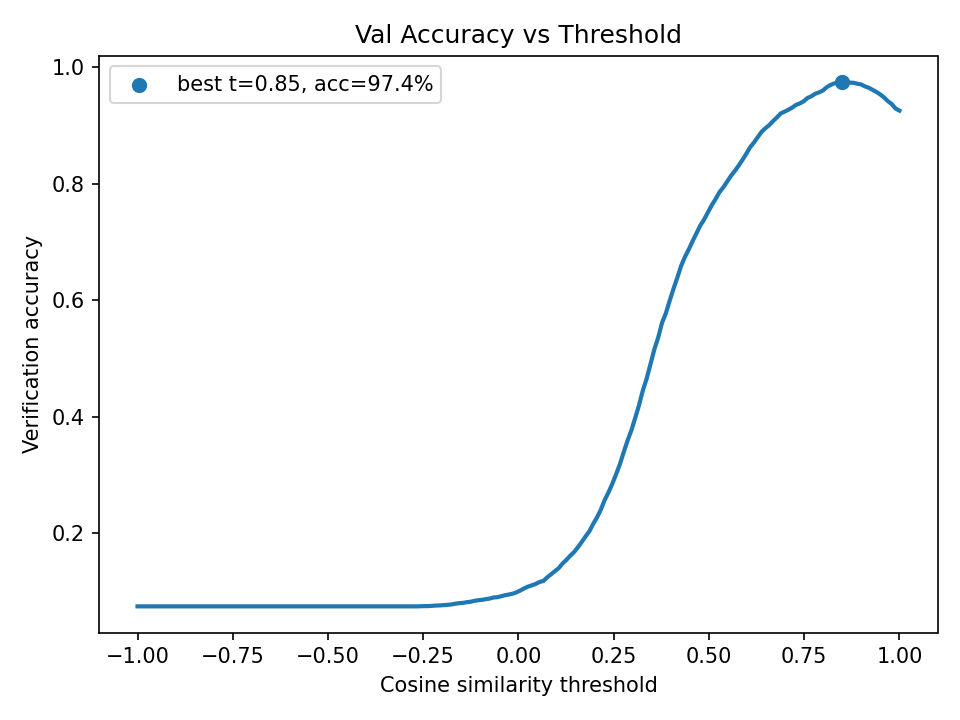 Val Accuracy vs Threshold
best t=0.85, acc=97.4%
Verification accuracy
1.0
0.8
0.6
0.4
0.2
−1.00 −0.75 −0.50 −0.25 0.00 0.25 0.50 0.75 1.00
Cosine similarity threshold